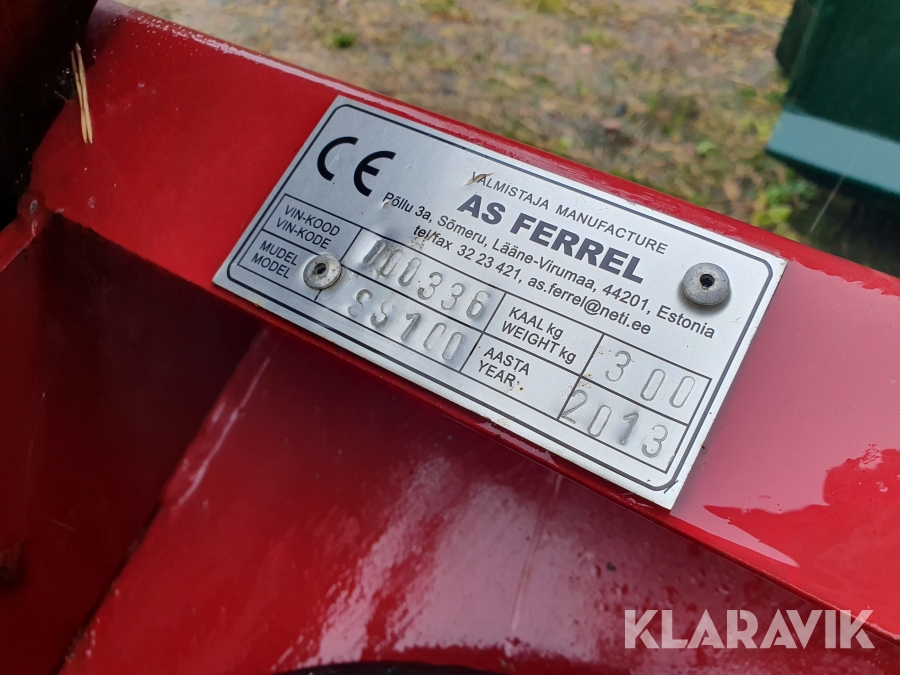 CE
VALMISTAJA MANUFACTURE
AS FERREL
Põllu 3a, Sõmeru, Lääne-Virumaa, 44201, Estonia
tel/fax 32 23 421, as.ferrel@neti.ee
VIN-KOOD
VIN-KODE
000336
KAAL kg
WEIGHT kg
300
MUDEL
MODEL
SS100
AASTA
YEAR
2013
KLARAVIK